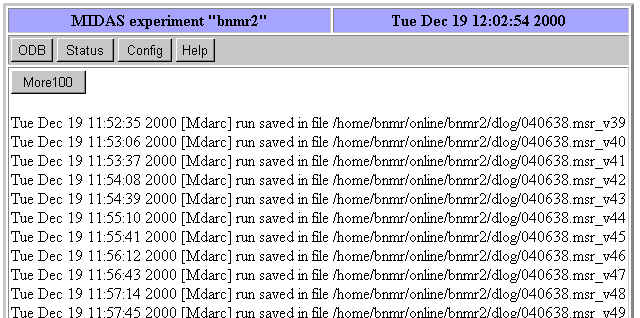 MIDAS experiment "bnmr2" Tue Dec 19 12:02:54 2000
ODB Status Config Help
More100
Tue Dec 19 11:52:35 2000 [Mdarc] run saved in file /home/bnmr/online/bnmr2/dlog/040638.msr_v39
Tue Dec 19 11:53:06 2000 [Mdarc] run saved in file /home/bnmr/online/bnmr2/dlog/040638.msr_v40
Tue Dec 19 11:53:37 2000 [Mdarc] run saved in file /home/bnmr/online/bnmr2/dlog/040638.msr_v41
Tue Dec 19 11:54:08 2000 [Mdarc] run saved in file /home/bnmr/online/bnmr2/dlog/040638.msr_v42
Tue Dec 19 11:54:39 2000 [Mdarc] run saved in file /home/bnmr/online/bnmr2/dlog/040638.msr_v43
Tue Dec 19 11:55:10 2000 [Mdarc] run saved in file /home/bnmr/online/bnmr2/dlog/040638.msr_v44
Tue Dec 19 11:55:41 2000 [Mdarc] run saved in file /home/bnmr/online/bnmr2/dlog/040638.msr_v45
Tue Dec 19 11:56:12 2000 [Mdarc] run saved in file /home/bnmr/online/bnmr2/dlog/040638.msr_v46
Tue Dec 19 11:56:43 2000 [Mdarc] run saved in file /home/bnmr/online/bnmr2/dlog/040638.msr_v47
Tue Dec 19 11:57:14 2000 [Mdarc] run saved in file /home/bnmr/online/bnmr2/dlog/040638.msr_v48
Tue Dec 19 11:57:45 2000 [Mdarc] run saved in file /home/bnmr/online/bnmr2/dlog/040638.msr_v49